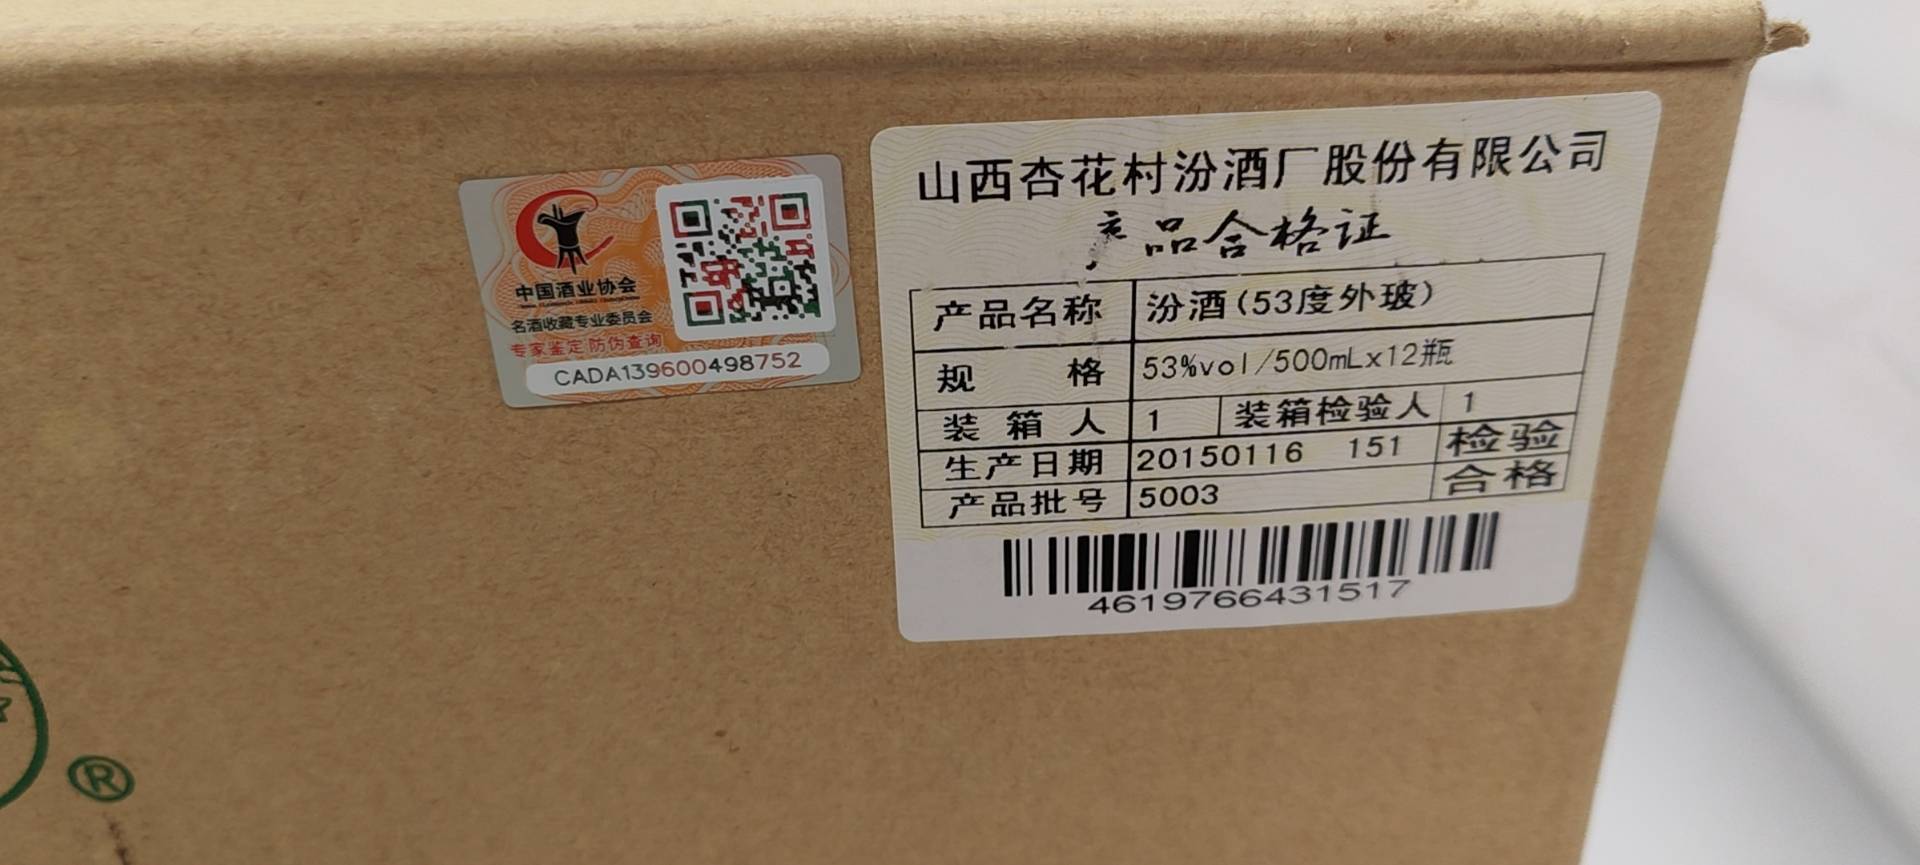 中国酒业协会
名酒收藏专业委员会
专家鉴定 防伪查询
CADA139600498752
山西杏花村汾酒厂股份有限公司
产品合格证
产品名称 汾酒(53度外玻)
规格 53%vol/500mLx12瓶
装箱人 1 装箱检验人 1
生产日期 20150116 151 检验
产品批号 5003 合格
4619766431517
®